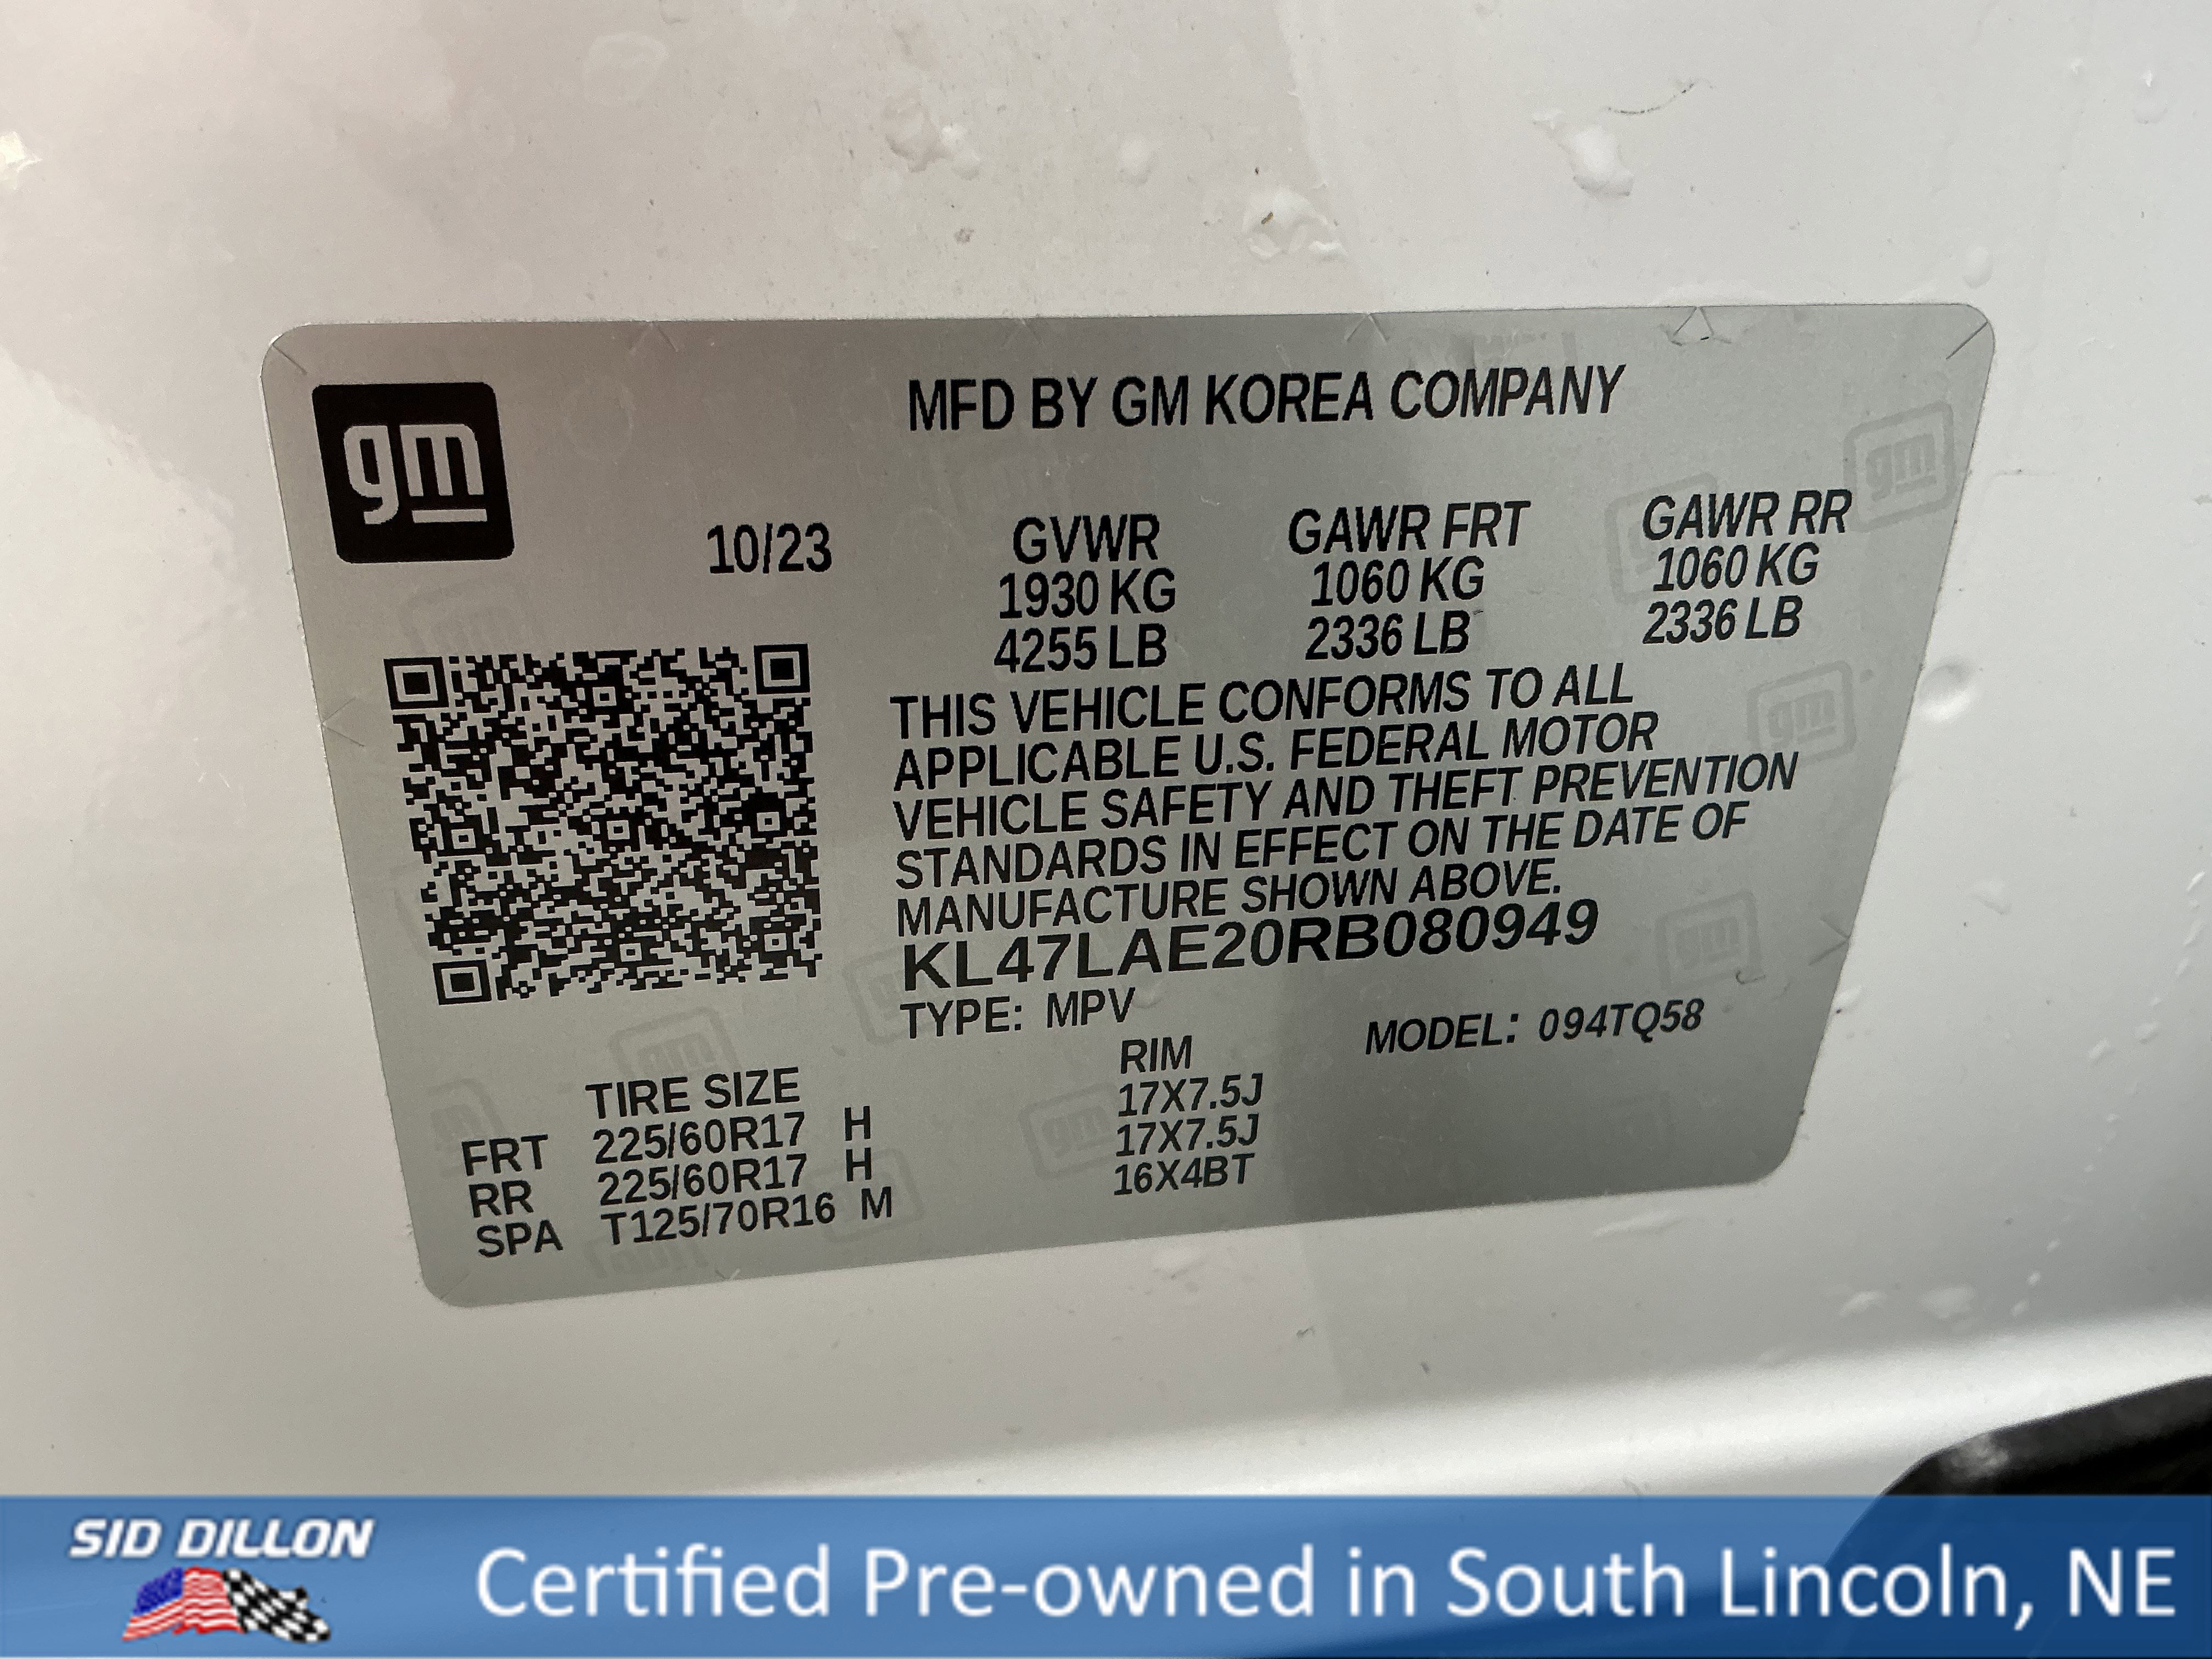 gm
MFD BY GM KOREA COMPANY
10/23
GVWR GAWR FRT GAWR RR
1930 KG 1060 KG 1060 KG
4255 LB 2336 LB 2336 LB
THIS VEHICLE CONFORMS TO ALL
APPLICABLE U.S. FEDERAL MOTOR
VEHICLE SAFETY AND THEFT PREVENTION
STANDARDS IN EFFECT ON THE DATE OF
MANUFACTURE SHOWN ABOVE.
KL47LAE20RB080949
TYPE: MPV MODEL: 094TQ58
TIRE SIZE RIM
FRT 225/60R17 H 17X7.5J
RR 225/60R17 H 17X7.5J
SPA T125/70R16 M 16X4BT
SID DILLON
Certified Pre-owned in South Lincoln, NE